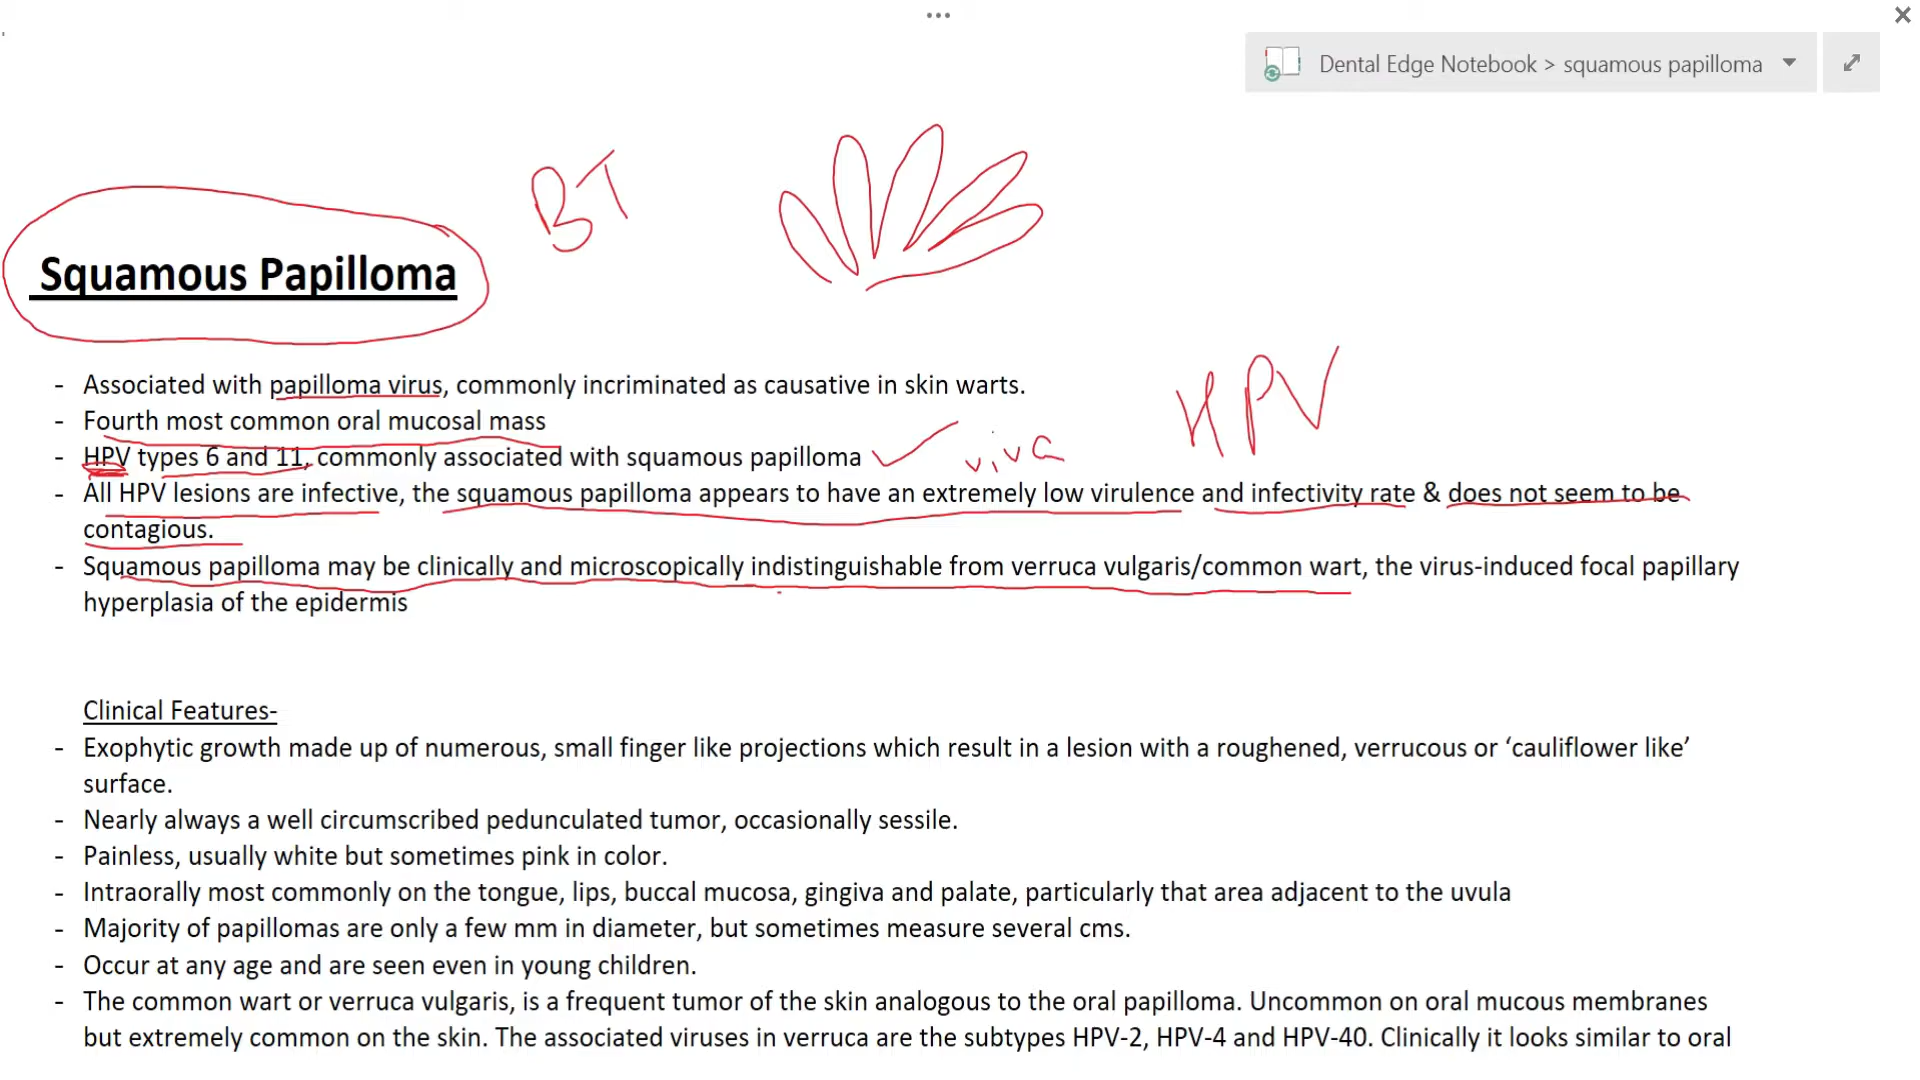 Dental Edge Notebook > squamous papilloma
BT
Squamous Papilloma
HPV
- Associated with papilloma virus, commonly incriminated as causative in skin warts.
- Fourth most common oral mucosal mass
- HPV types 6 and 11, commonly associated with squamous papilloma viva
- All HPV lesions are infective, the squamous papilloma appears to have an extremely low virulence and infectivity rate & does not seem to be
contagious.
- Squamous papilloma may be clinically and microscopically indistinguishable from verruca vulgaris/common wart, the virus-induced focal papillary
hyperplasia of the epidermis
Clinical Features-
- Exophytic growth made up of numerous, small finger like projections which result in a lesion with a roughened, verrucous or ‘cauliflower like’
surface.
- Nearly always a well circumscribed pedunculated tumor, occasionally sessile.
- Painless, usually white but sometimes pink in color.
- Intraorally most commonly on the tongue, lips, buccal mucosa, gingiva and palate, particularly that area adjacent to the uvula
- Majority of papillomas are only a few mm in diameter, but sometimes measure several cms.
- Occur at any age and are seen even in young children.
- The common wart or verruca vulgaris, is a frequent tumor of the skin analogous to the oral papilloma. Uncommon on oral mucous membranes
but extremely common on the skin. The associated viruses in verruca are the subtypes HPV-2, HPV-4 and HPV-40. Clinically it looks similar to oral